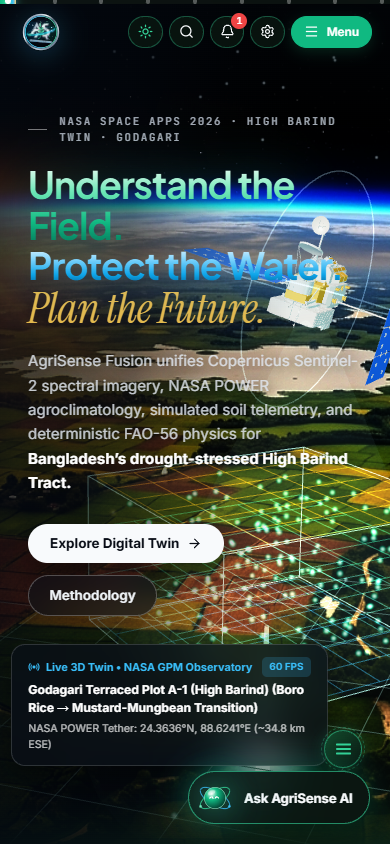 AS
1
Menu
NASA SPACE APPS 2026 · HIGH BARIND
TWIN · GODAGARI
Understand the
Field.
Protect the Water.
Plan the Future.
AgriSense Fusion unifies Copernicus Sentinel-
2 spectral imagery, NASA POWER
agroclimatology, simulated soil telemetry, and
deterministic FAO-56 physics for
Bangladesh's drought-stressed High Barind
Tract.
Explore Digital Twin →
Methodology
Live 3D Twin • NASA GPM Observatory 60 FPS
Godagari Terraced Plot A-1 (High Barind) (Boro
Rice → Mustard-Mungbean Transition)
NASA POWER Tether: 24.3636°N, 88.6241°E (~34.8 km
ESE)
Ask AgriSense AI